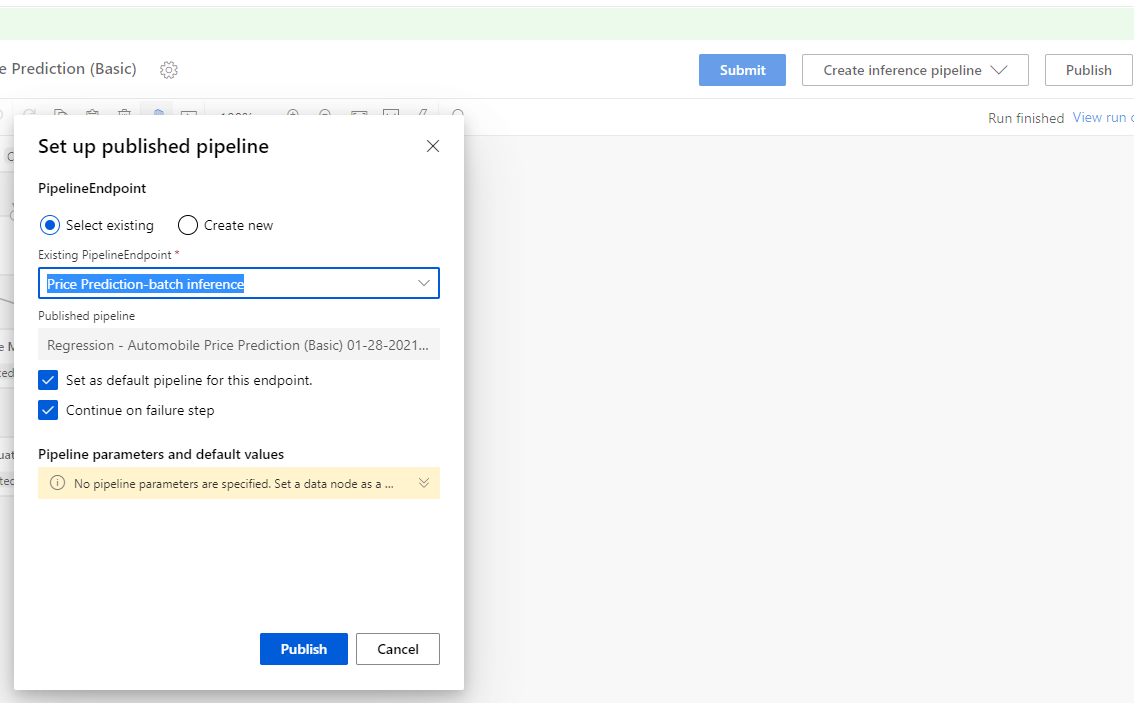 e Prediction (Basic)
Submit
Create inference pipeline
Publish
Run finished View run
Set up published pipeline
PipelineEndpoint
Select existing
Create new
Existing PipelineEndpoint *
Price Prediction-batch inference
Published pipeline
Regression - Automobile Price Prediction (Basic) 01-28-2021...
Set as default pipeline for this endpoint.
Continue on failure step
Pipeline parameters and default values
No pipeline parameters are specified. Set a data node as a ...
Publish
Cancel